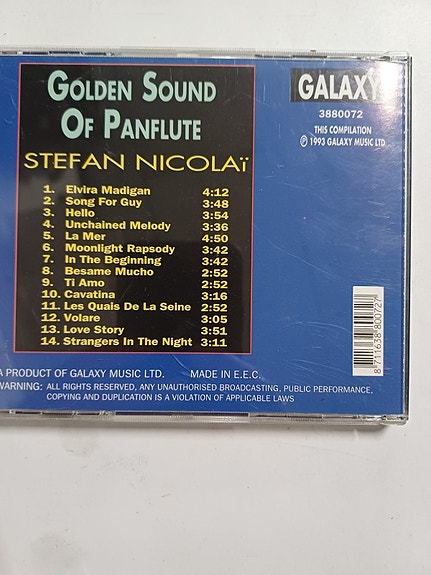 GOLDEN SOUND
OF PANFLUTE
STEFAN NICOLAï
1. Elvira Madigan 4:12
2. Song For Guy 3:48
3. Hello 3:54
4. Unchained Melody 3:36
5. La Mer 4:50
6. Moonlight Rapsody 3:42
7. In The Beginning 3:42
8. Besame Mucho 2:52
9. Ti Amo 2:52
10. Cavatina 3:16
11. Les Quais De La Seine 2:52
12. Volare 3:05
13. Love Story 3:51
14. Strangers In The Night 3:11
GALAXY
3880072
THIS COMPILATION
℗ 1993 GALAXY MUSIC LTD
8 711638 800727
A PRODUCT OF GALAXY MUSIC LTD. MADE IN E.E.C.
WARNING: ALL RIGHTS RESERVED, ANY UNAUTHORISED BROADCASTING, PUBLIC PERFORMANCE,
COPYING AND DUPLICATION IS A VIOLATION OF APPLICABLE LAWS